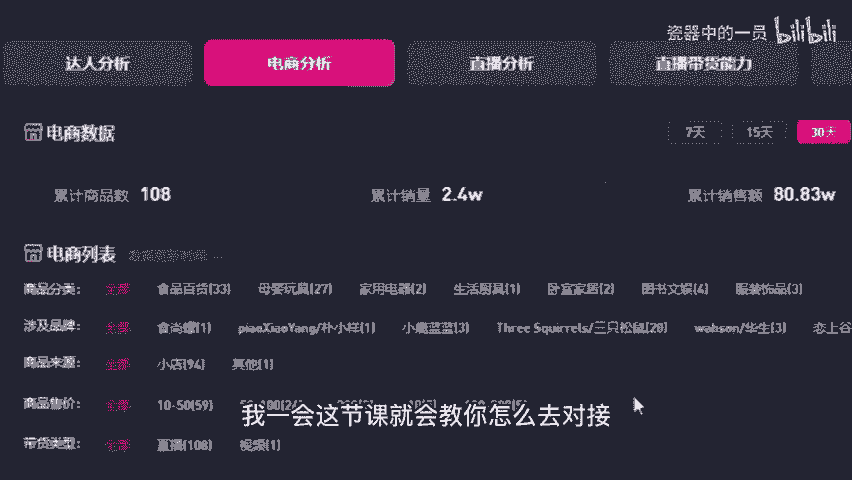 瓷器中的一员 bilibili
达人分析 电商分析 直播分析 直播带货能力
电商数据 7天 15天 30天
累计商品数 108 累计销量 2.4w 累计销售额 80.83w
电商列表
商品分类: 全部 食品百货(33) 母婴玩具(27) 家用电器(2) 生活厨具(1) 卧室家居(2) 图书文娱(4) 服装饰品(3)
涉及品牌: 全部 食尚檬(1) piaoXiaoYang/朴小样(1) 小鹿蓝蓝(3) Three Squirrels/三只松鼠(20) wahson/华生(3) 恋上谷
商品来源: 全部 小店(94) 其他(1)
商品售价: 全部 10-50(59)
我一会这节课就会教你怎么去对接
带货类型: 全部 直播(108) 视频(1)